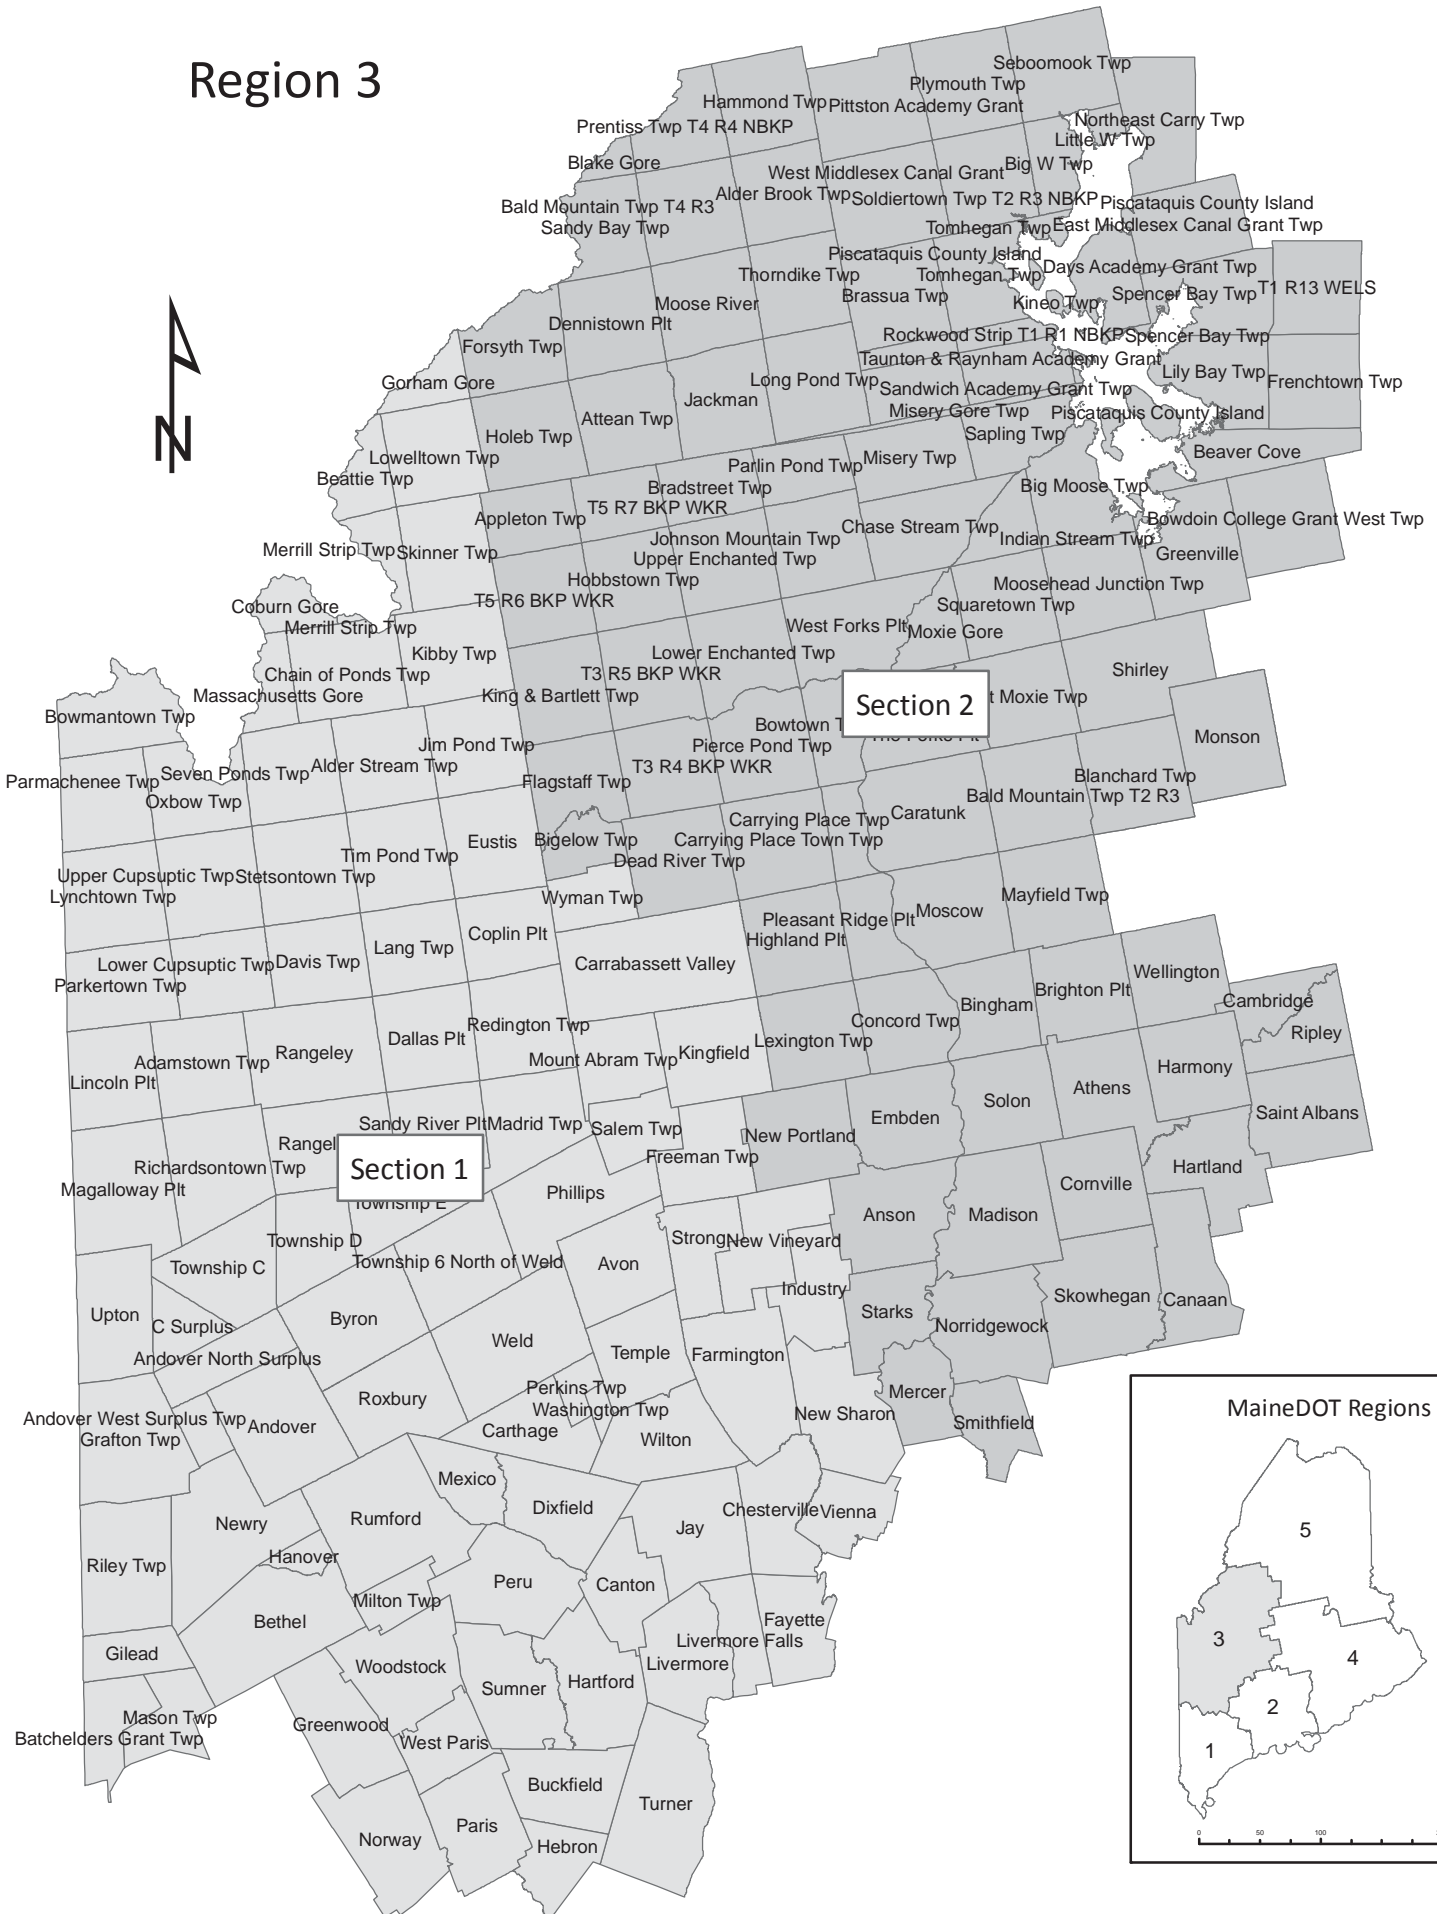 Region 3
Seboomook Twp
Plymouth Twp
Hammond Twp
Pittston Academy Grant
Northeast Carry Twp
Prentiss Twp T4 R4 NBKP
Little W Twp
Blake Gore
Big W Twp
West Middlesex Canal Grant
Alder Brook Twp
Soldiertown Twp T2 R3 NBKP
Piscataquis County Island
Bald Mountain Twp T4 R3
Sandy Bay Twp
Tomhegan Twp
East Middlesex Canal Grant Twp
Piscataquis County Island
Thorndike Twp
Tomhegan Twp
Days Academy Grant Twp
Brassua Twp
Spencer Bay Twp
T1 R13 WELS
Moose River
Kineo Twp
Dennistown Plt
Rockwood Strip T1 R1 NBKP
Spencer Bay Twp
Forsyth Twp
Taunton & Raynham Academy Grant
Lily Bay Twp
Gorham Gore
Long Pond Twp
Sandwich Academy Grant Twp
Frenchtown Twp
Jackman
Misery Gore Twp
Piscataquis County Island
Attean Twp
Holeb Twp
Sapling Twp
Lowelltown Twp
Parlin Pond Twp
Misery Twp
Beaver Cove
Beattie Twp
Bradstreet Twp
Big Moose Twp
T5 R7 BKP WKR
Appleton Twp
Chase Stream Twp
Bowdoin College Grant West Twp
Johnson Mountain Twp
Indian Stream Twp
Merrill Strip Twp
Skinner Twp
Upper Enchanted Twp
Greenville
Hobbstown Twp
Moosehead Junction Twp
Coburn Gore
T5 R6 BKP WKR
Squaretown Twp
Merrill Strip Twp
West Forks Plt
Moxie Gore
Kibby Twp
Lower Enchanted Twp
Chain of Ponds Twp
T3 R5 BKP WKR
Shirley
Massachusetts Gore
King & Bartlett Twp
Section 2
t Moxie Twp
Bowmantown Twp
Bowtown T
Monson
Jim Pond Twp
Pierce Pond Twp
Seven Ponds Twp
Alder Stream Twp
T3 R4 BKP WKR
Parmachenee Twp
Flagstaff Twp
Blanchard Twp
Oxbow Twp
Bald Mountain Twp T2 R3
Carrying Place Twp
Caratunk
Eustis
Bigelow Twp
Carrying Place Town Twp
Tim Pond Twp
Dead River Twp
Upper Cupsuptic Twp
Stetsontown Twp
Lynchtown Twp
Wyman Twp
Mayfield Twp
Pleasant Ridge Plt
Moscow
Coplin Plt
Highland Plt
Lang Twp
Lower Cupsuptic Twp
Davis Twp
Carrabassett Valley
Wellington
Parkertown Twp
Brighton Plt
Cambridge
Bingham
Redington Twp
Concord Twp
Ripley
Dallas Plt
Lexington Twp
Adamstown Twp
Rangeley
Mount Abram Twp
Kingfield
Lincoln Plt
Harmony
Athens
Solon
Saint Albans
Sandy River Plt
Madrid Twp
Salem Twp
Embden
New Portland
Rangel
Section 1
Freeman Twp
Richardsontown Twp
Hartland
Magalloway Plt
Phillips
Cornville
Township E
Anson
Madison
Township D
Strong
New Vineyard
Township C
Township 6 North of Weld
Avon
Industry
Skowhegan
Canaan
Upton
C Surplus
Byron
Starks
Norridgewock
Weld
Andover North Surplus
Temple
Farmington
Perkins Twp
Mercer
Roxbury
Washington Twp
New Sharon
Andover West Surplus Twp
Andover
Carthage
Smithfield
Grafton Twp
Wilton
Mexico
Dixfield
Chesterville
Vienna
Newry
Rumford
Jay
Hanover
Riley Twp
Peru
Canton
Milton Twp
Bethel
Fayette
Livermore Falls
Gilead
Woodstock
Livermore
Sumner
Hartford
Mason Twp
Greenwood
Batchelders Grant Twp
West Paris
Buckfield
Turner
Paris
Norway
Hebron
MaineDOT Regions
5
3
4
2
1
0 50 100